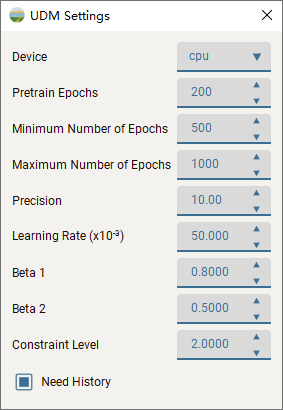 UDM Settings
Device cpu
Pretrain Epochs 200
Minimum Number of Epochs 500
Maximum Number of Epochs 1000
Precision 10.00
Learning Rate (x10⁻³) 50.000
Beta 1 0.8000
Beta 2 0.5000
Constraint Level 2.0000
Need History